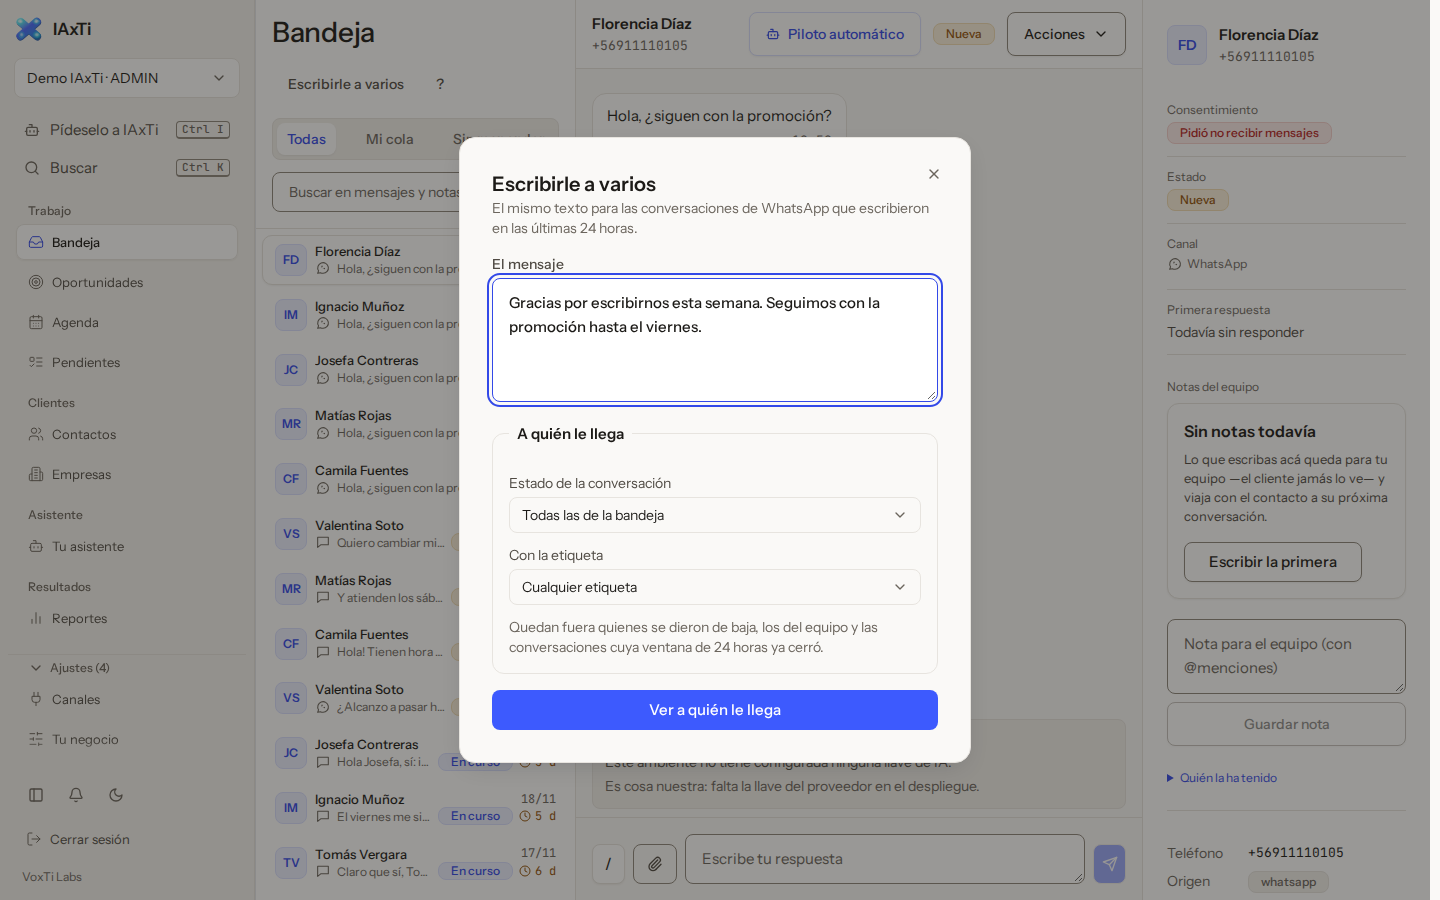 IAxTi
Demo IAxTi · ADMIN
Pídeselo a IAxTi
Ctrl I
Buscar
Ctrl K
Trabajo
Bandeja
Oportunidades
Agenda
Pendientes
Clientes
Contactos
Empresas
Asistente
Tu asistente
Resultados
Reportes
Ajustes (4)
Canales
Tu negocio
Cerrar sesión
VoxTi Labs
Bandeja
Escribirle a varios
?
Todas
Mi cola
Buscar en mensajes y notas
FD
Florencia Díaz
Hola, ¿siguen con la pr
IM
Ignacio Muñoz
Hola, ¿siguen con la pr
JC
Josefa Contreras
Hola, ¿siguen con la pr
MR
Matías Rojas
Hola, ¿siguen con la pr
CF
Camila Fuentes
Hola, ¿siguen con la pr
VS
Valentina Soto
Quiero cambiar mi...
MR
Matías Rojas
Y atienden los sáb...
CF
Camila Fuentes
Hola! Tienen hora ...
VS
Valentina Soto
¿Alcanzo a pasar h...
JC
Josefa Contreras
Hola Josefa, sí: i...
En curso
IM
Ignacio Muñoz
18/11
El viernes me si...
En curso
5 d
TV
Tomás Vergara
17/11
Claro que sí, To...
En curso
6 d
Florencia Díaz
+56911110105
Piloto automático
Nueva
Acciones
Hola, ¿siguen con la promoción?
Escribirle a varios
El mismo texto para las conversaciones de WhatsApp que escribieron
en las últimas 24 horas.
El mensaje
Gracias por escribirnos esta semana. Seguimos con la
promoción hasta el viernes.
A quién le llega
Estado de la conversación
Todas las de la bandeja
Con la etiqueta
Cualquier etiqueta
Quedan fuera quienes se dieron de baja, los del equipo y las
conversaciones cuya ventana de 24 horas ya cerró.
Ver a quién le llega
Este ambiente no tiene configurada ninguna llave de IA.
Es cosa nuestra: falta la llave del proveedor en el despliegue.
/
Escribe tu respuesta
FD
Florencia Díaz
+56911110105
Consentimiento
Pidió no recibir mensajes
Estado
Nueva
Canal
WhatsApp
Primera respuesta
Todavía sin responder
Notas del equipo
Sin notas todavía
Lo que escribas acá queda para tu
equipo —el cliente jamás lo ve— y
viaja con el contacto a su próxima
conversación.
Escribir la primera
Nota para el equipo (con
@menciones)
Guardar nota
Quién la ha tenido
Teléfono
+56911110105
Origen
whatsapp